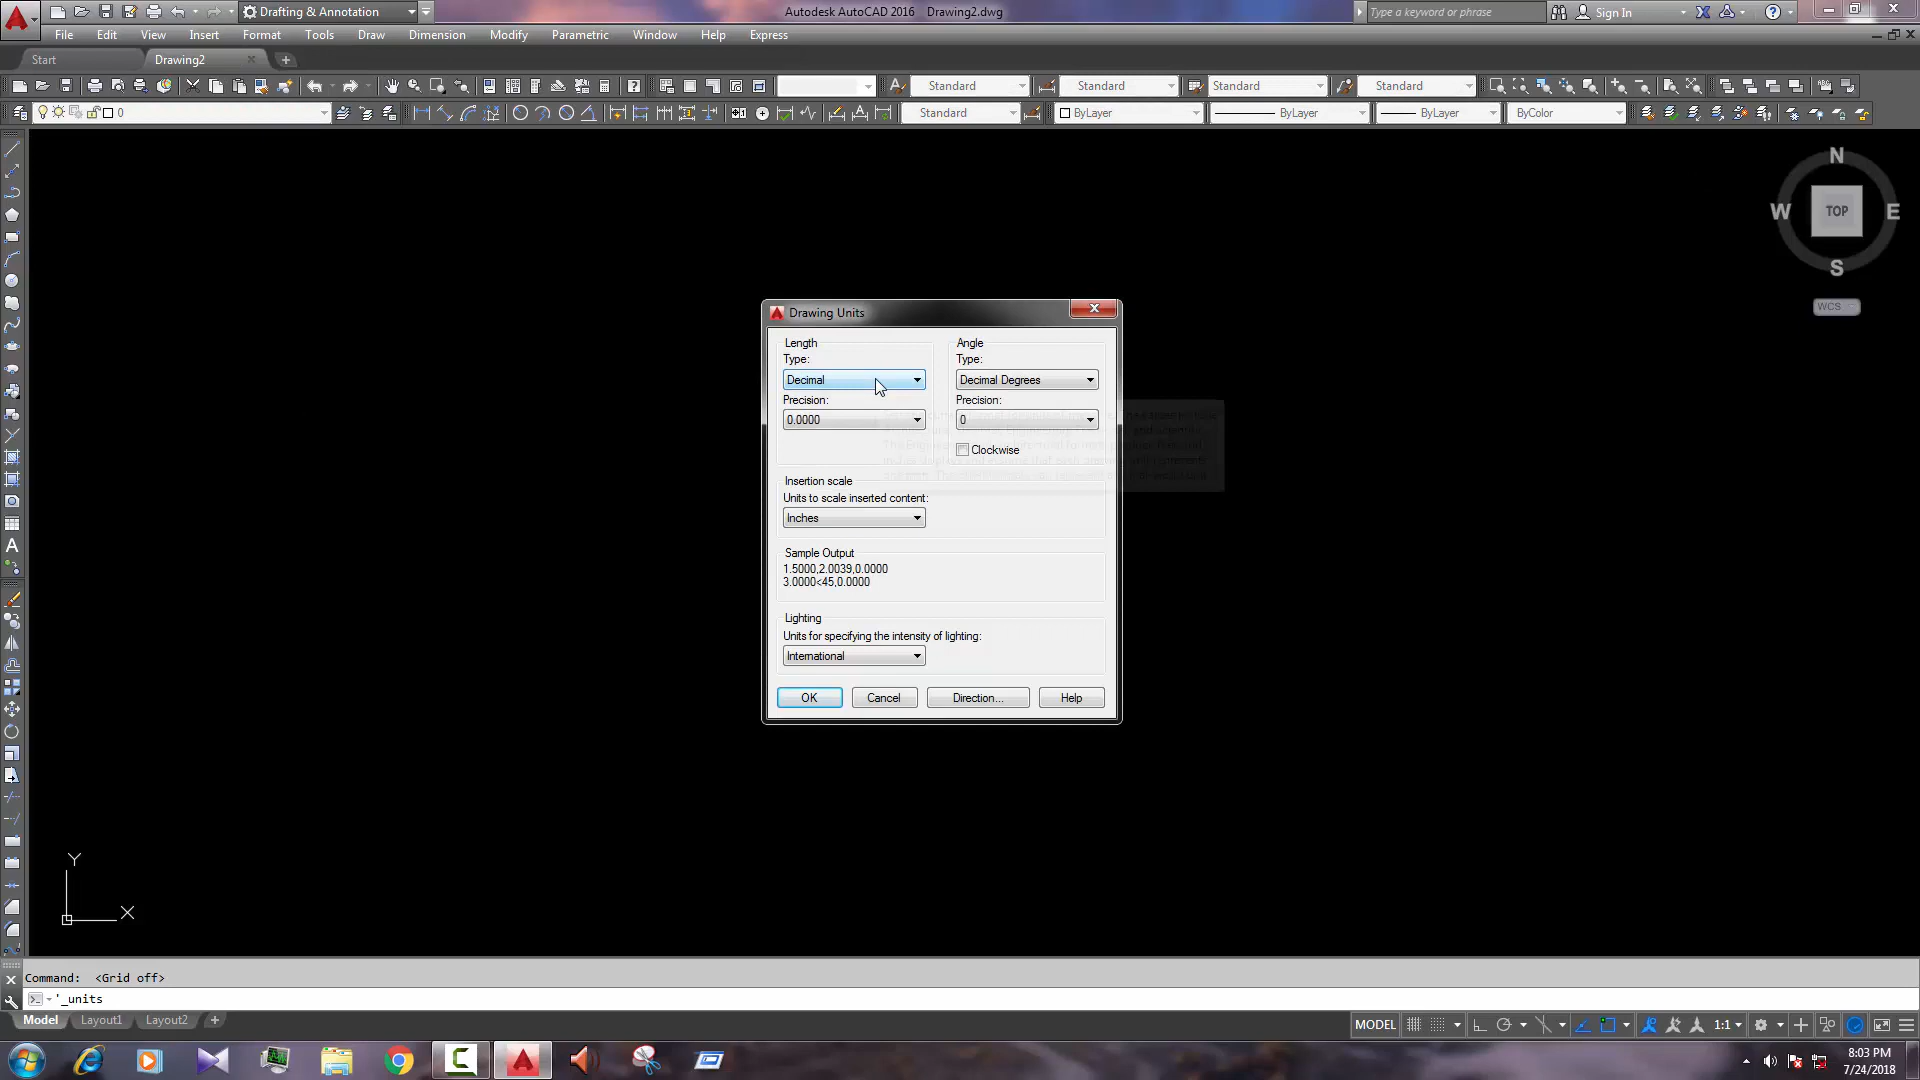 Drafting & Annotation
Autodesk AutoCAD 2016 Drawing2.dwg
Type a keyword or phrase
Sign In
File Edit View Insert Format Tools Draw Dimension Modify Parametric Window Help Express
Start
Drawing2
Standard
Standard
Standard
Standard
0
Standard
ByLayer
ByLayer
ByLayer
ByColor
N
W
TOP
E
S
WCS
Drawing Units
Length
Angle
Type:
Type:
Decimal
Decimal Degrees
Precision:
Precision:
0.0000
0
Clockwise
Insertion scale
Units to scale inserted content:
Inches
Sample Output
1.5000,2.0039,0.0000
3.0000<45,0.0000
Lighting
Units for specifying the intensity of lighting:
International
OK
Cancel
Direction...
Help
A
Y
X
Command: <Grid off>
'_units
Model
Layout1
Layout2
MODEL
1:1
8:03 PM
7/24/2018